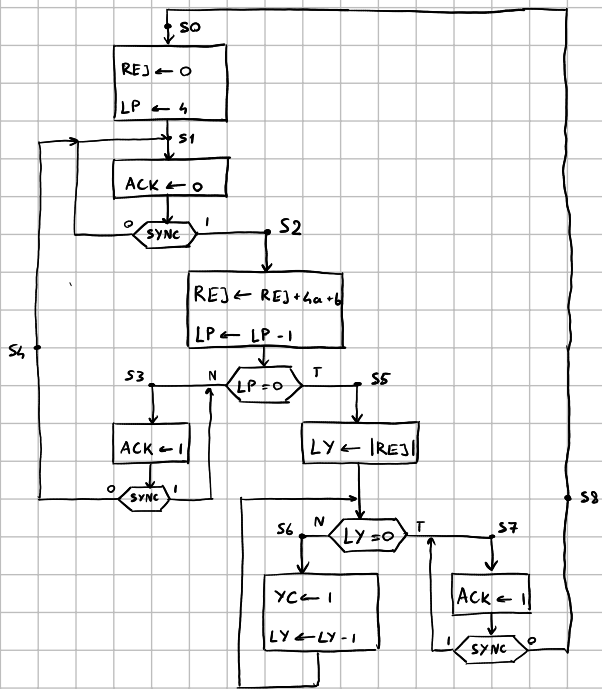 S0
REJ ← 0
LP ← 4
S1
ACK ← 0
0 SYNC 1
S2
REJ ← REJ+4a+b
LP ← LP-1
S4
S3 N LP=0 T S5
ACK ← 1
LY ← |REJ|
0 SYNC 1
S8
S6 N LY=0 T S7
YC ← 1
LY ← LY-1
ACK ← 1
1 SYNC 0